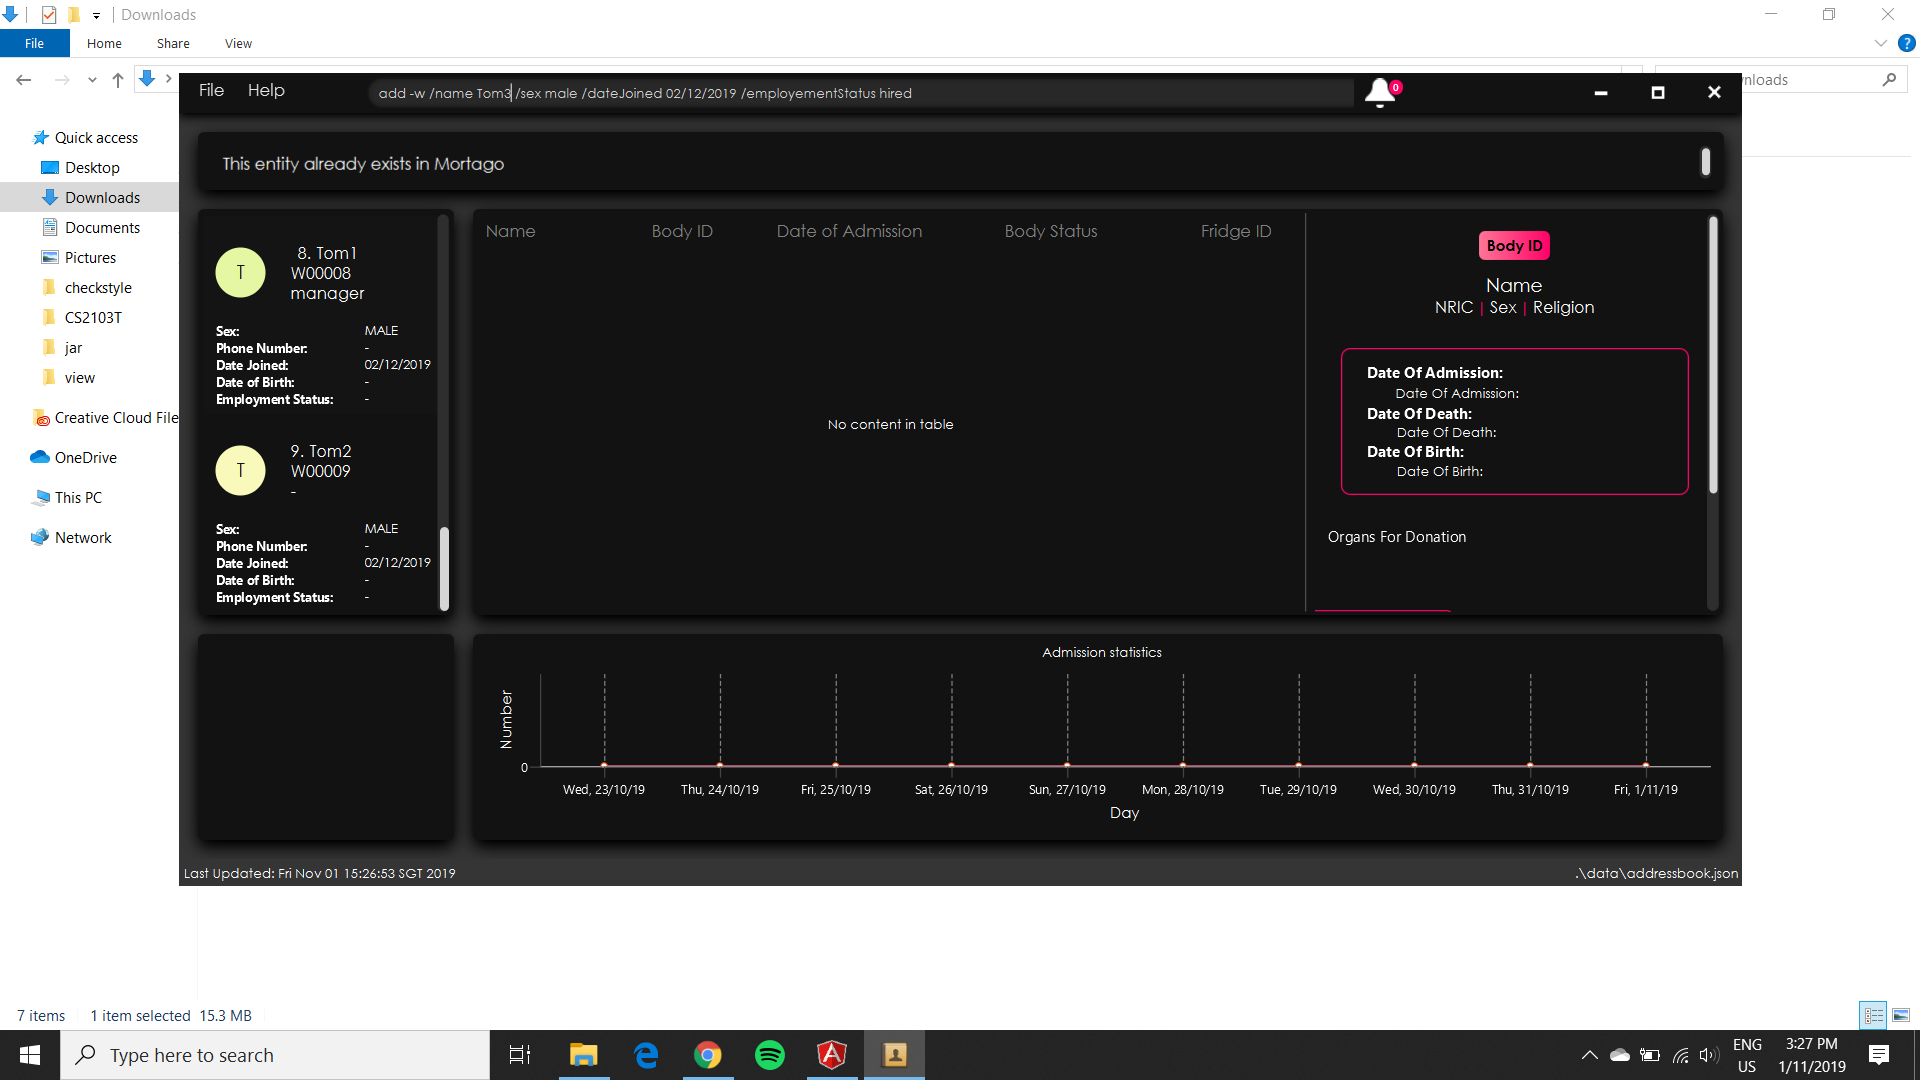 Downloads
File
Home
Share
View
File
Help
add -w /name Tom3 /sex male /dateJoined 02/12/2019 /employementStatus hired
0
nloads
This entity already exists in Mortago
Quick access
Desktop
Downloads
Documents
Pictures
checkstyle
CS2103T
jar
view
Creative Cloud File
OneDrive
This PC
Network
T
8. Tom1
W00008
manager
Sex: MALE
Phone Number: -
Date Joined: 02/12/2019
Date of Birth: -
Employment Status: -
T
9. Tom2
W00009
-
Sex: MALE
Phone Number: -
Date Joined: 02/12/2019
Date of Birth: -
Employment Status: -
Name Body ID Date of Admission Body Status Fridge ID
No content in table
Body ID
Name
NRIC | Sex | Religion
Date Of Admission:
Date Of Admission:
Date Of Death:
Date Of Death:
Date Of Birth:
Date Of Birth:
Organs For Donation
Admission statistics
Number
0
Wed, 23/10/19 Thu, 24/10/19 Fri, 25/10/19 Sat, 26/10/19 Sun, 27/10/19 Mon, 28/10/19 Tue, 29/10/19 Wed, 30/10/19 Thu, 31/10/19 Fri, 1/11/19
Day
Last Updated: Fri Nov 01 15:26:53 SGT 2019
.\data\addressbook.json
7 items 1 item selected 15.3 MB
Type here to search
ENG
US
3:27 PM
1/11/2019